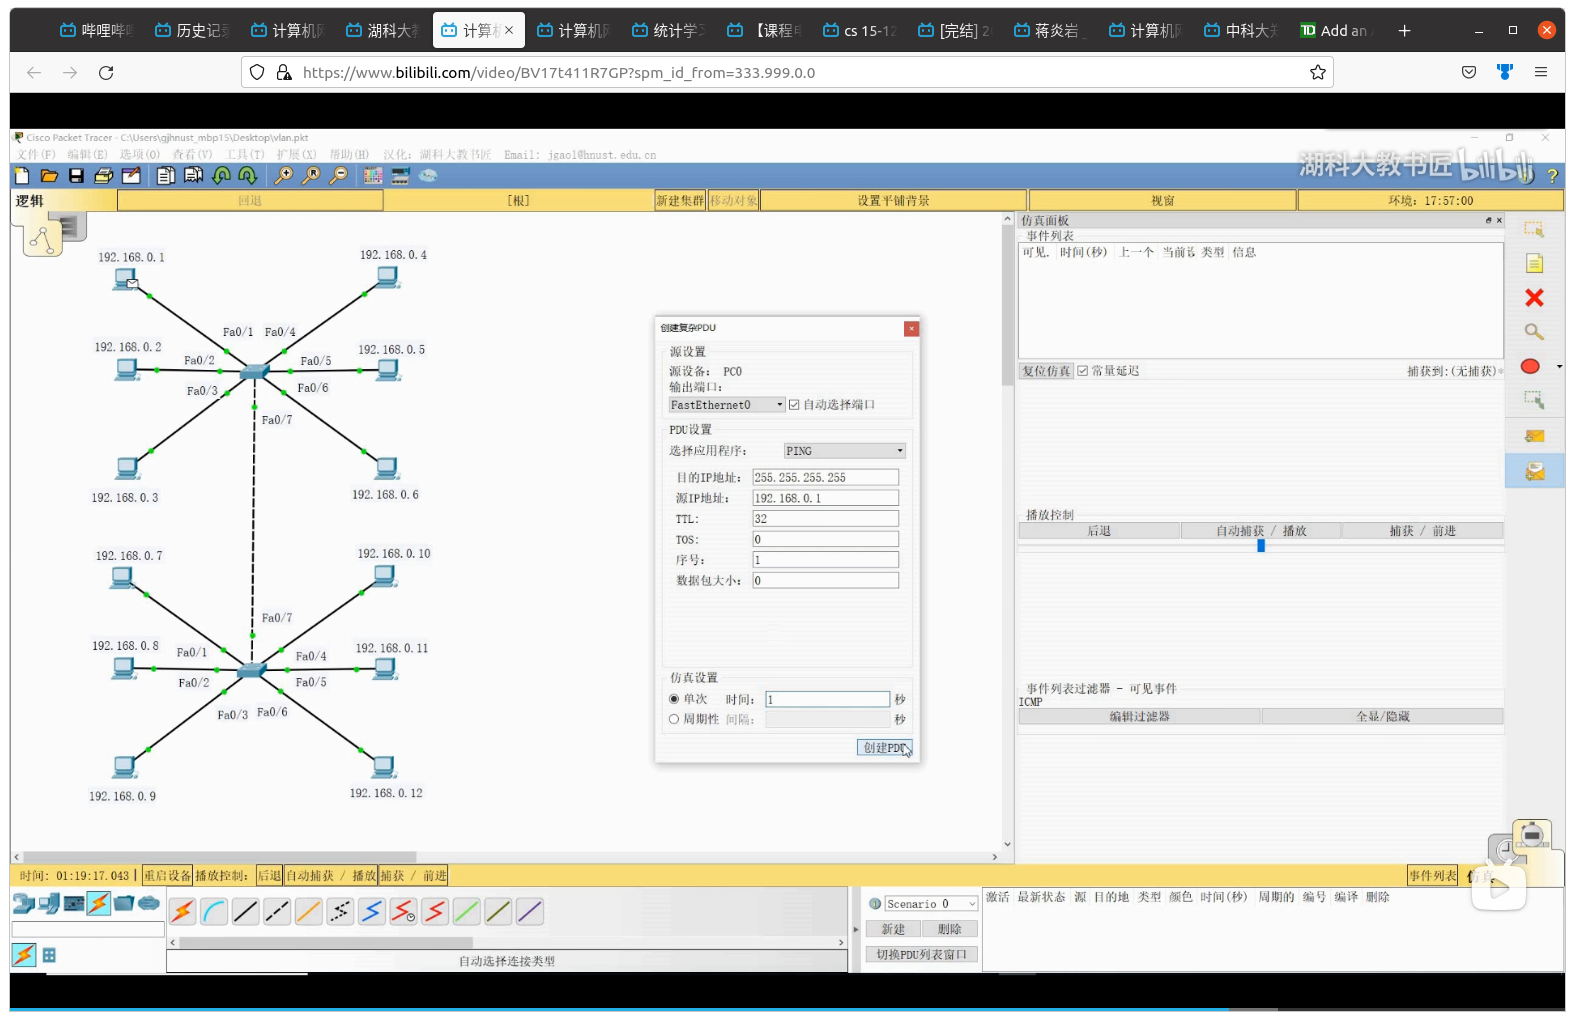 哔哩哔哩
历史记录
计算机网
湖科大教
计算机
计算机网
统计学习
【课程
cs 15-12
[完结] 2
蒋炎岩
计算机网
中科大
Add an
https://www.bilibili.com/video/BV17t411R7GP?spm_id_from=333.999.0.0
Cisco Packet Tracer - C:\Users\gjhnust_mbp15\Desktop\vlan.pkt
文件(F) 编辑(E) 选项(O) 查看(V) 工具(T) 扩展(X) 帮助(H) 汉化: 湖科大教书匠 Email: jgao1@hnust.edu.cn
湖科大教书匠 bilibili
逻辑 回退 [根] 新建集群 移动对象 设置平铺背景 视窗 环境: 17:57:00
192.168.0.1
192.168.0.4
Fa0/1 Fa0/4
192.168.0.2
Fa0/2
192.168.0.5
Fa0/5
Fa0/3
Fa0/6
Fa0/7
192.168.0.3
192.168.0.6
192.168.0.7
192.168.0.10
Fa0/7
192.168.0.8
Fa0/1
Fa0/4
192.168.0.11
Fa0/2
Fa0/5
Fa0/3 Fa0/6
192.168.0.9
192.168.0.12
创建复杂PDU
源设置
源设备: PC0
输出端口:
FastEthernet0 自动选择端口
PDU设置
选择应用程序: PING
目的IP地址: 255.255.255.255
源IP地址: 192.168.0.1
TTL: 32
TOS: 0
序号: 1
数据包大小: 0
仿真设置
单次 时间: 1 秒
周期性 间隔: 秒
创建PDU
仿真面板
事件列表
可见. 时间(秒) 上一个 当前 类型 信息
复位仿真 常量延迟 捕获到:(无捕获)*
播放控制
后退 自动捕获 / 播放 捕获 / 前进
事件列表过滤器 - 可见事件
ICMP
编辑过滤器 全显/隐藏
时间: 01:19:17.043 重启设备 播放控制: 后退 自动捕获 / 播放 捕获 / 前进 事件列表 仿真
Scenario 0
新建 删除
切换PDU列表窗口
激活 最新状态 源 目的地 类型 颜色 时间(秒) 周期的 编号 编译 删除
自动选择连接类型